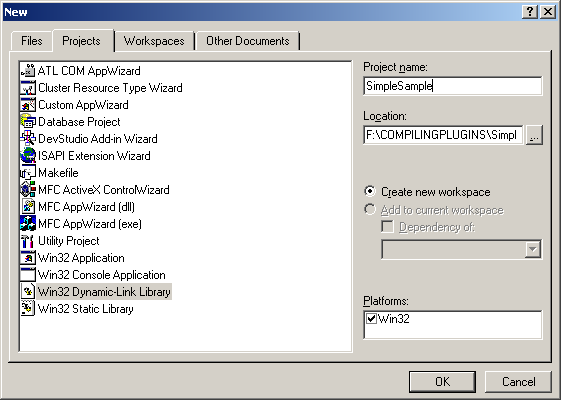 New
Files
Projects
Workspaces
Other Documents
ATL COM AppWizard
Cluster Resource Type Wizard
Custom AppWizard
Database Project
DevStudio Add-in Wizard
ISAPI Extension Wizard
Makefile
MFC ActiveX ControlWizard
MFC AppWizard (dll)
MFC AppWizard (exe)
Utility Project
Win32 Application
Win32 Console Application
Win32 Dynamic-Link Library
Win32 Static Library
Project name:
SimpleSample
Location:
F:\COMPILINGPLUGINS\Simpl
...
Create new workspace
Add to current workspace
Dependency of:
Platforms:
Win32
OK
Cancel